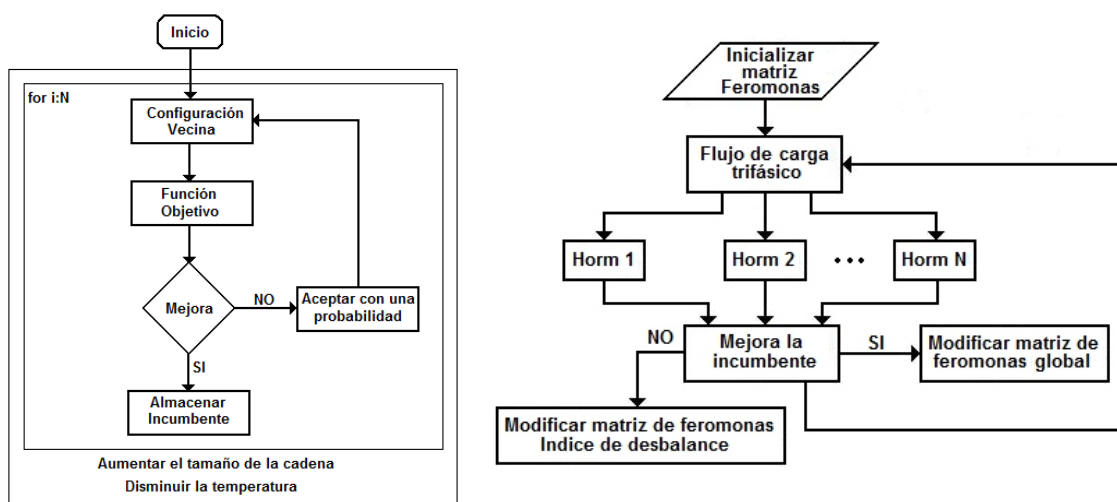 Inicio
for i:N
Configuración
Vecina
Función
Objetivo
Mejora
NO
Aceptar con una
probabilidad
SI
Almacenar
Incumbente
Aumentar el tamaño de la cadena
Disminuir la temperatura
Inicializar
matriz
Feromonas
Flujo de carga
trifásico
Horm 1
Horm 2
...
Horm N
NO
Mejora la
incumbente
SI
Modificar matriz de
feromonas global
Modificar matriz de feromonas
Indice de desbalance